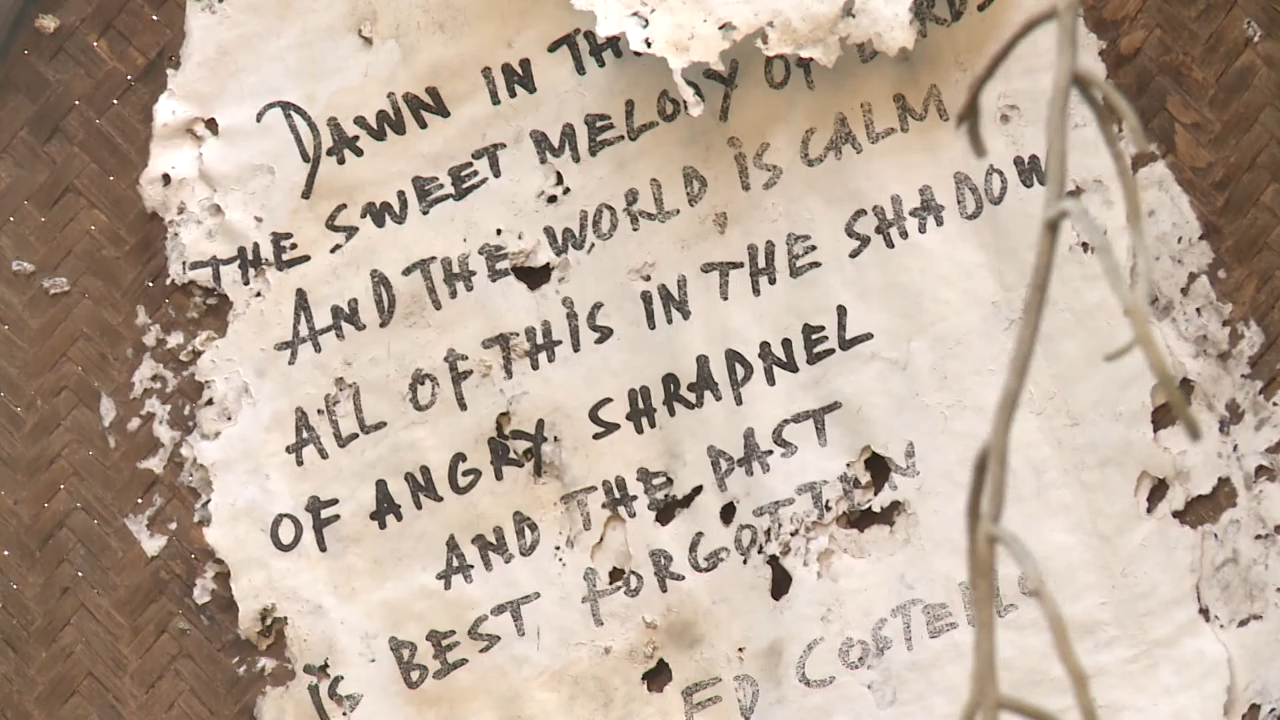 DAWN IN
THE SWEET MELODY OF BIRDS
AND THE WORLD IS CALM
ALL OF THIS IN THE SHADOW
OF ANGRY SHRAPNEL
AND THE PAST
IS BEST FORGOTTEN
ED COSTELLO